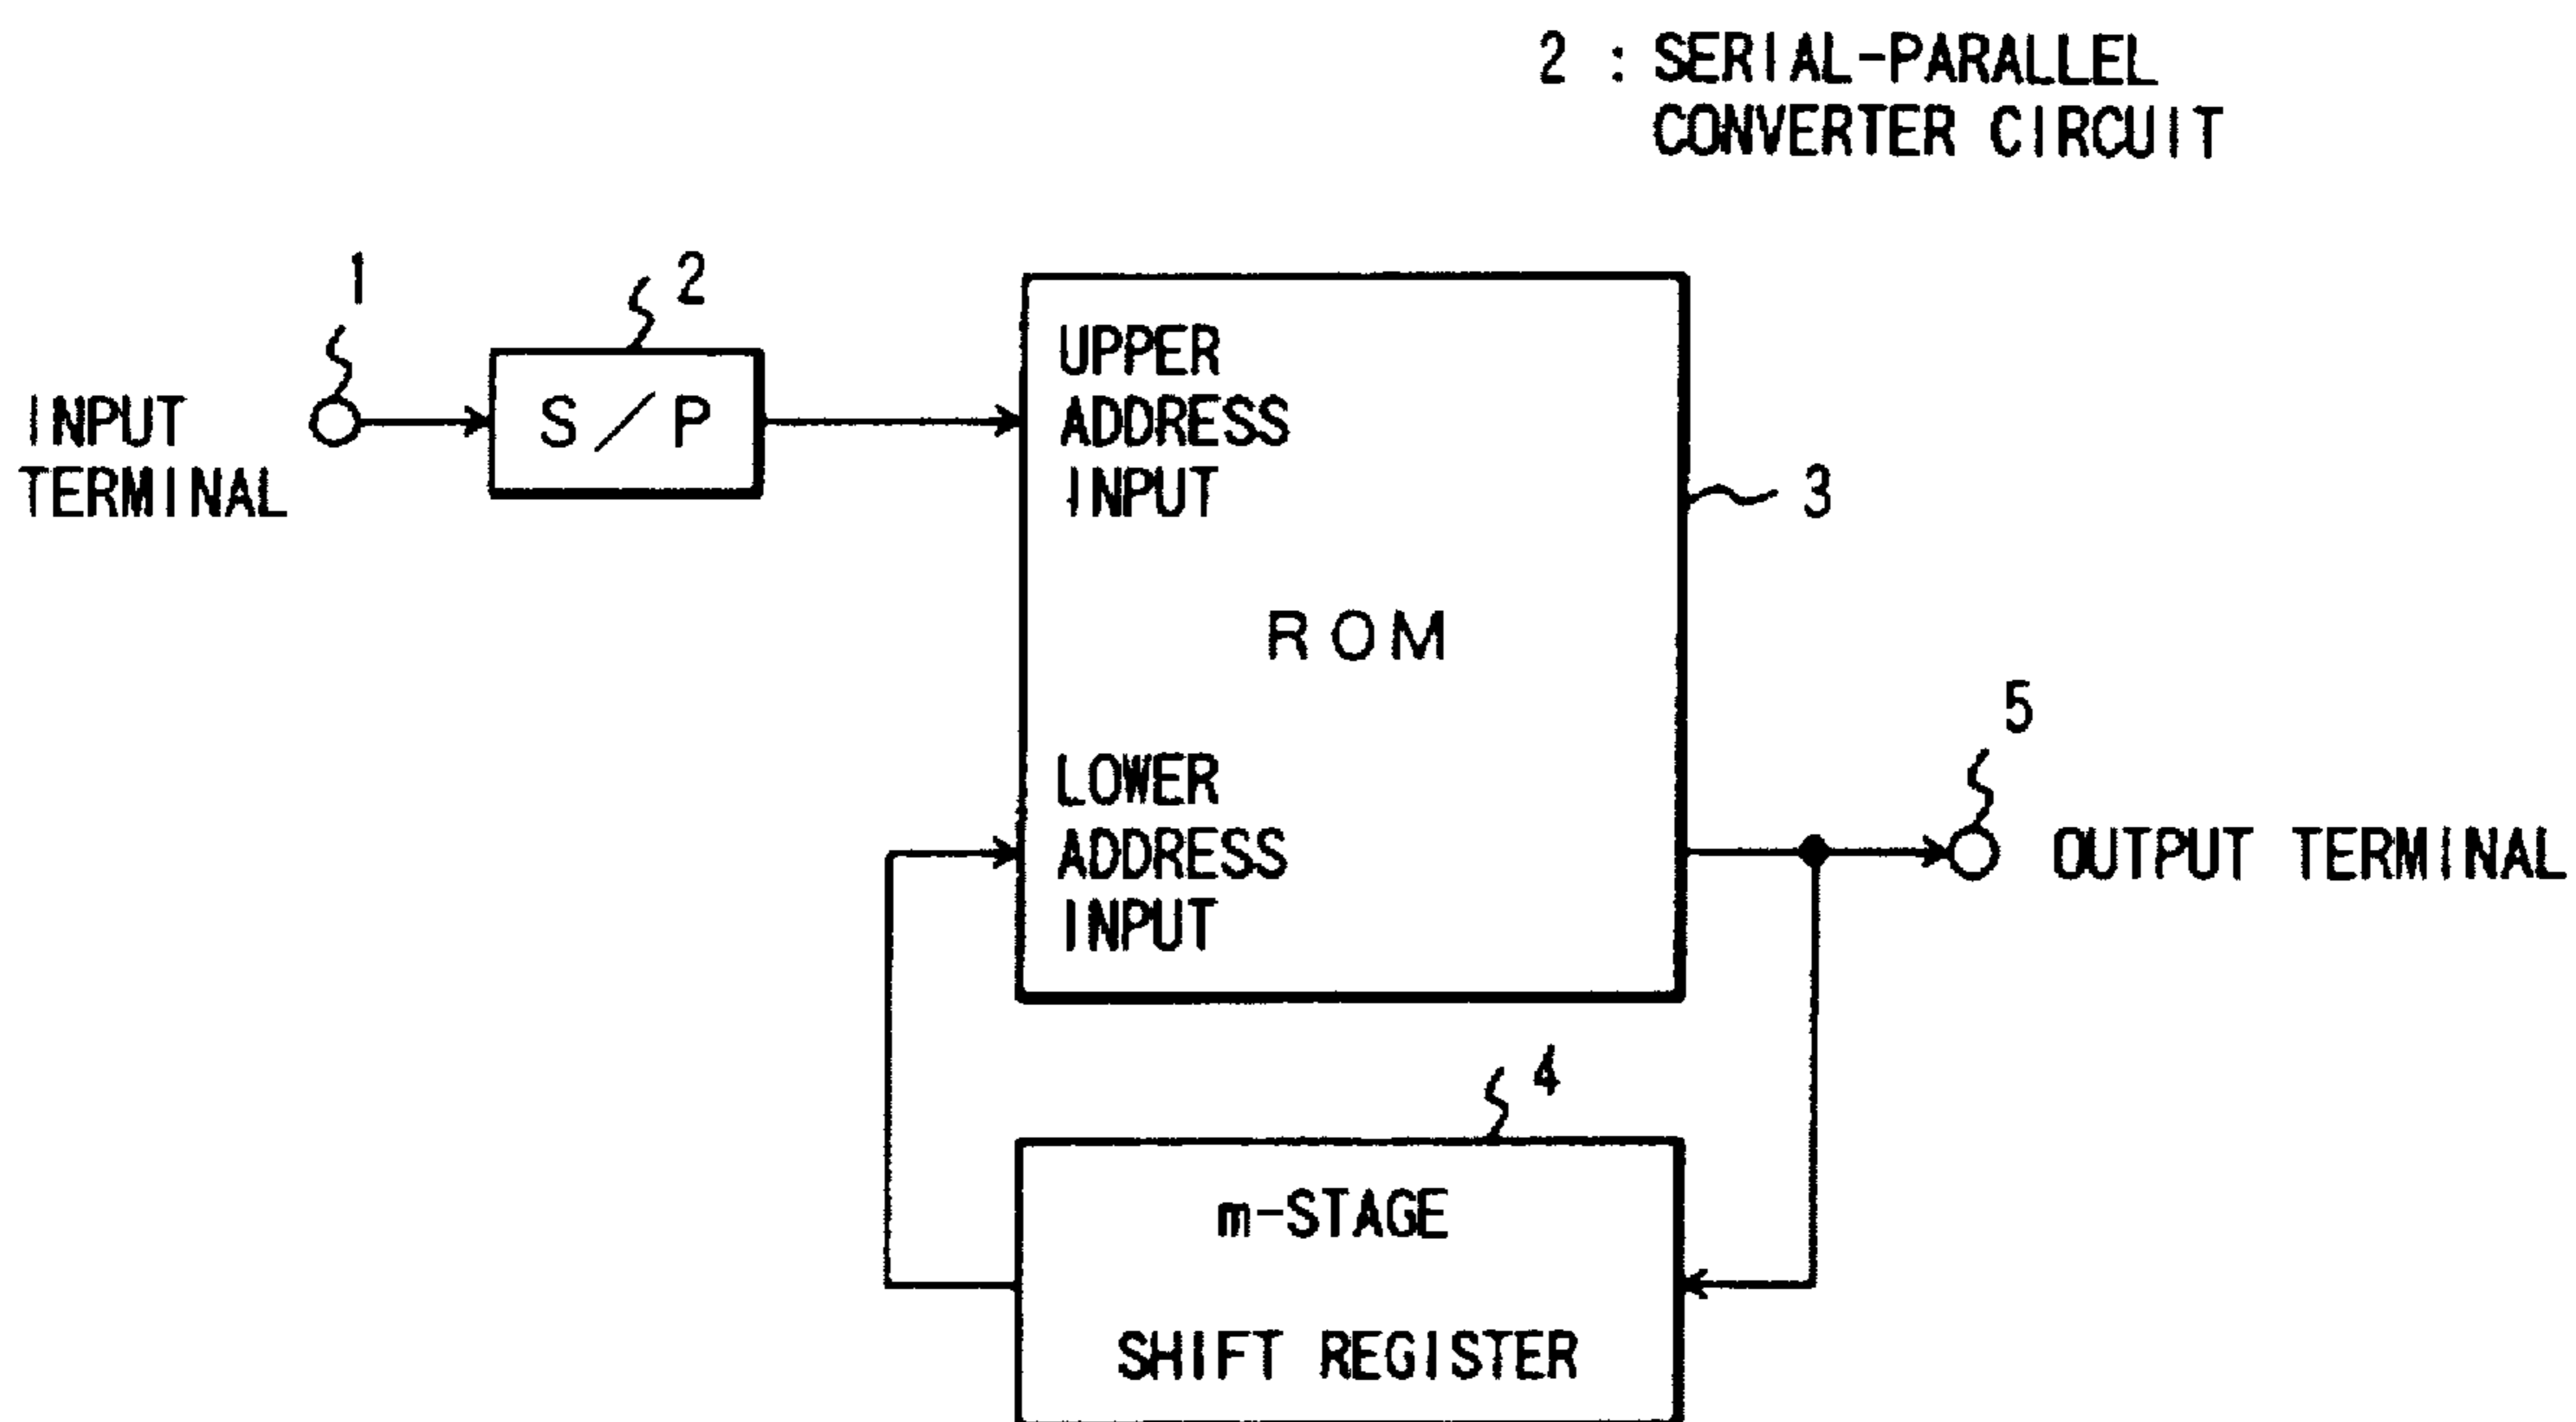 2 : SERIAL-PARALLEL
CONVERTER CIRCUIT
1
2
INPUT
TERMINAL
S/P
UPPER
ADDRESS
INPUT
3
ROM
5
LOWER
ADDRESS
INPUT
OUTPUT TERMINAL
4
m-STAGE
SHIFT REGISTER